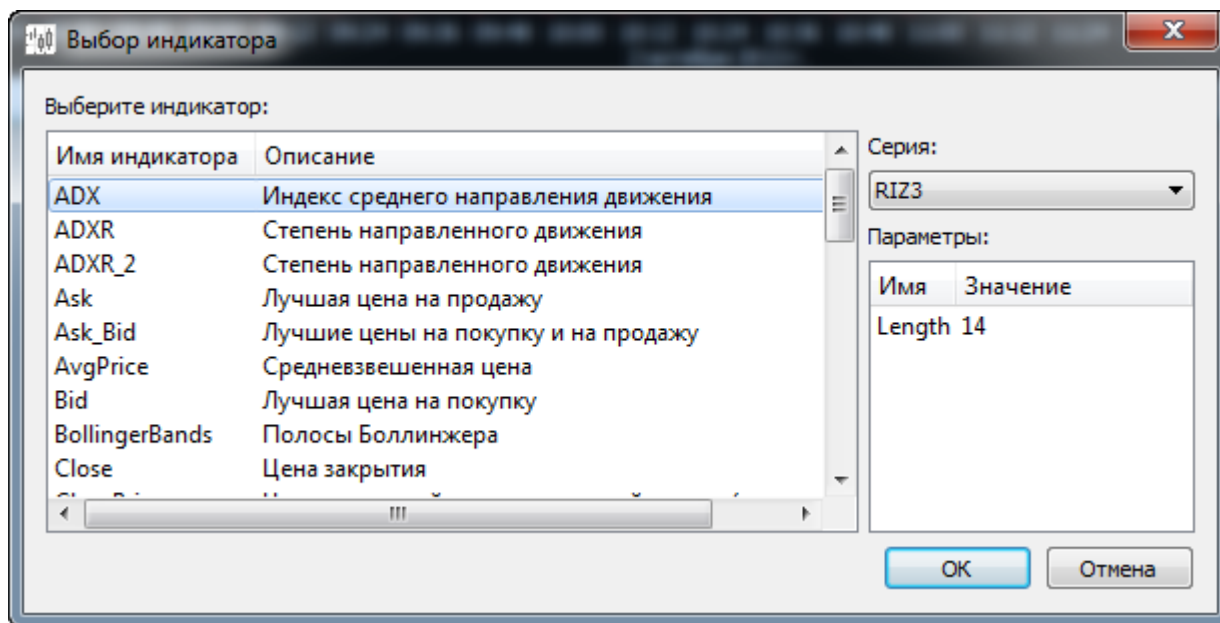 Выбор индикатора
Выберите индикатор:
Имя индикатора Описание
ADX Индекс среднего направления движения
ADXR Степень направленного движения
ADXR_2 Степень направленного движения
Ask Лучшая цена на продажу
Ask_Bid Лучшие цены на покупку и на продажу
AvgPrice Средневзвешенная цена
Bid Лучшая цена на покупку
BollingerBands Полосы Боллинжера
Close Цена закрытия
Серия:
RIZ3
Параметры:
Имя Значение
Length 14
ОК Отмена